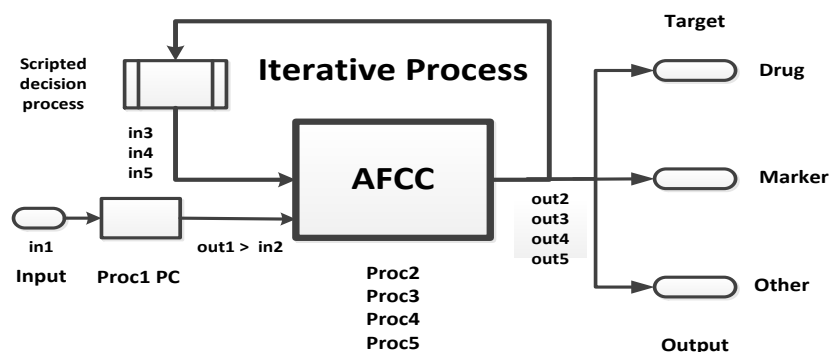 Target
Scripted
decision
process
Iterative Process
Drug
in3
in4
in5
AFCC
Marker
in1
out1 > in2
out2
out3
out4
out5
Input
Proc1 PC
Proc2
Proc3
Proc4
Proc5
Other
Output